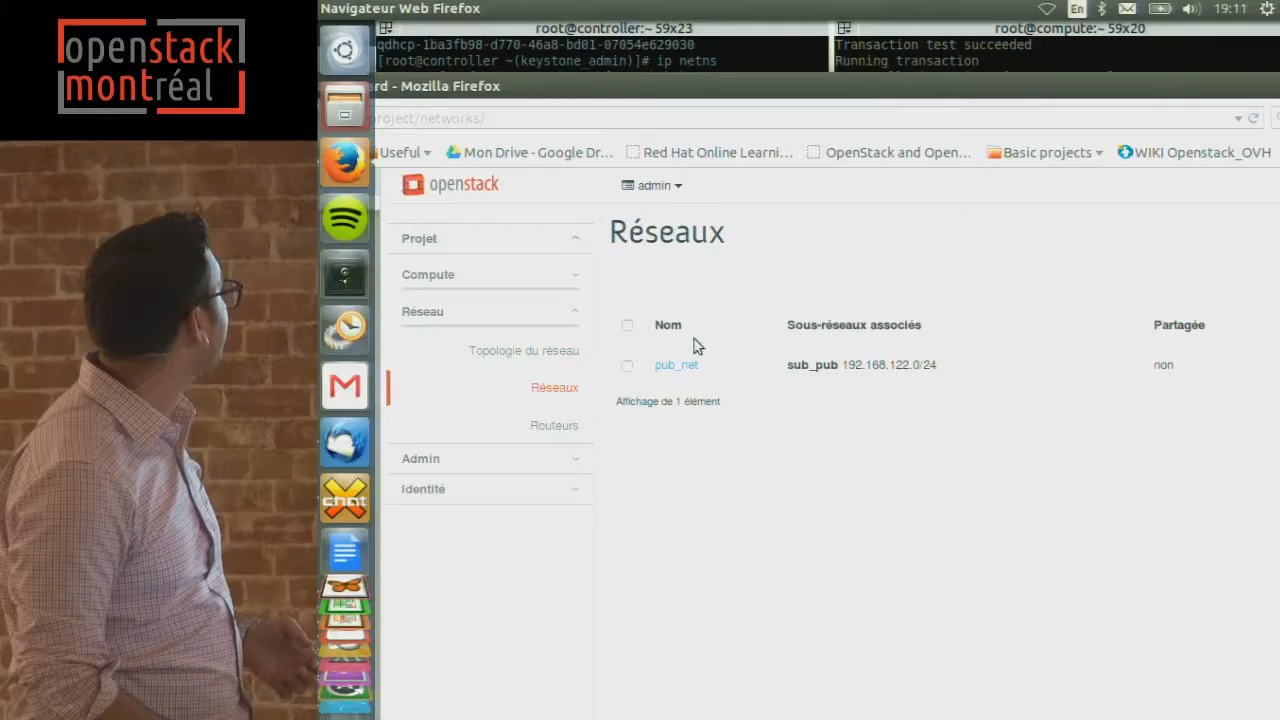 openstack
montréal
Navigateur Web Firefox
En
19:11
root@controller:~ 59x23
root@compute:~ 59x20
qdhcp-1ba3fb98-d770-46a8-bd01-07054e629030
[root@controller ~(keystone_admin)]# ip netns
Transaction test succeeded
Running transaction
rd - Mozilla Firefox
project/networks/
Useful
Mon Drive - Google Dr...
Red Hat Online Learni...
OpenStack and Open...
Basic projects
WIKI Openstack_OVH
openstack
admin
Projet
Compute
Réseau
Topologie du réseau
Réseaux
Routeurs
Admin
Identité
Réseaux
Nom
Sous-réseaux associés
Partagée
pub_net
sub_pub 192.168.122.0/24
non
Affichage de 1 élément
chat